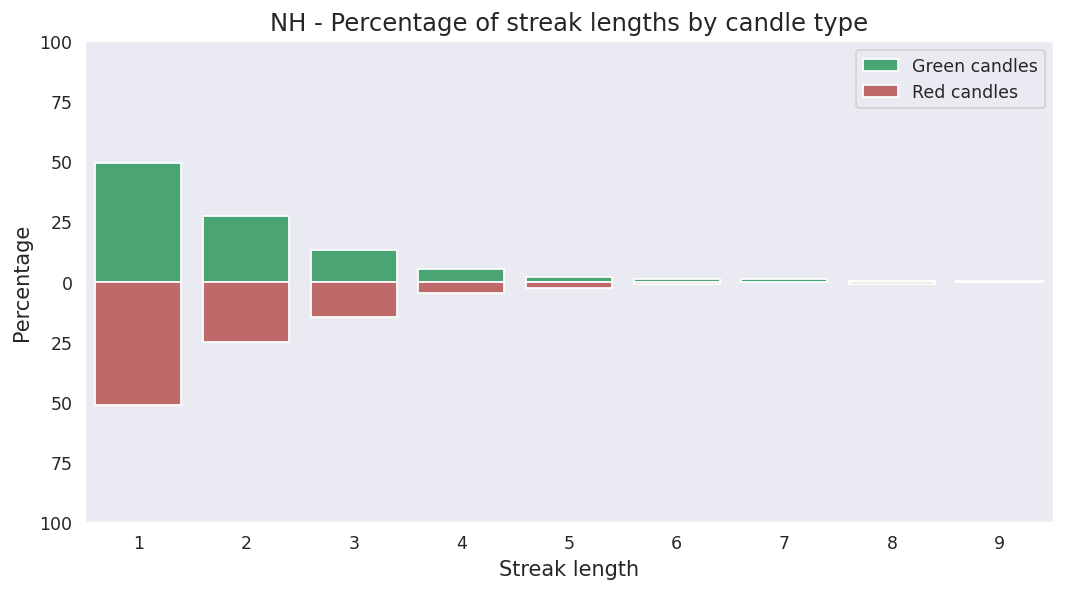 NH - Percentage of streak lengths by candle type
100
75
50
25
0
25
50
75
100
Percentage
Green candles
Red candles
1 2 3 4 5 6 7 8 9
Streak length